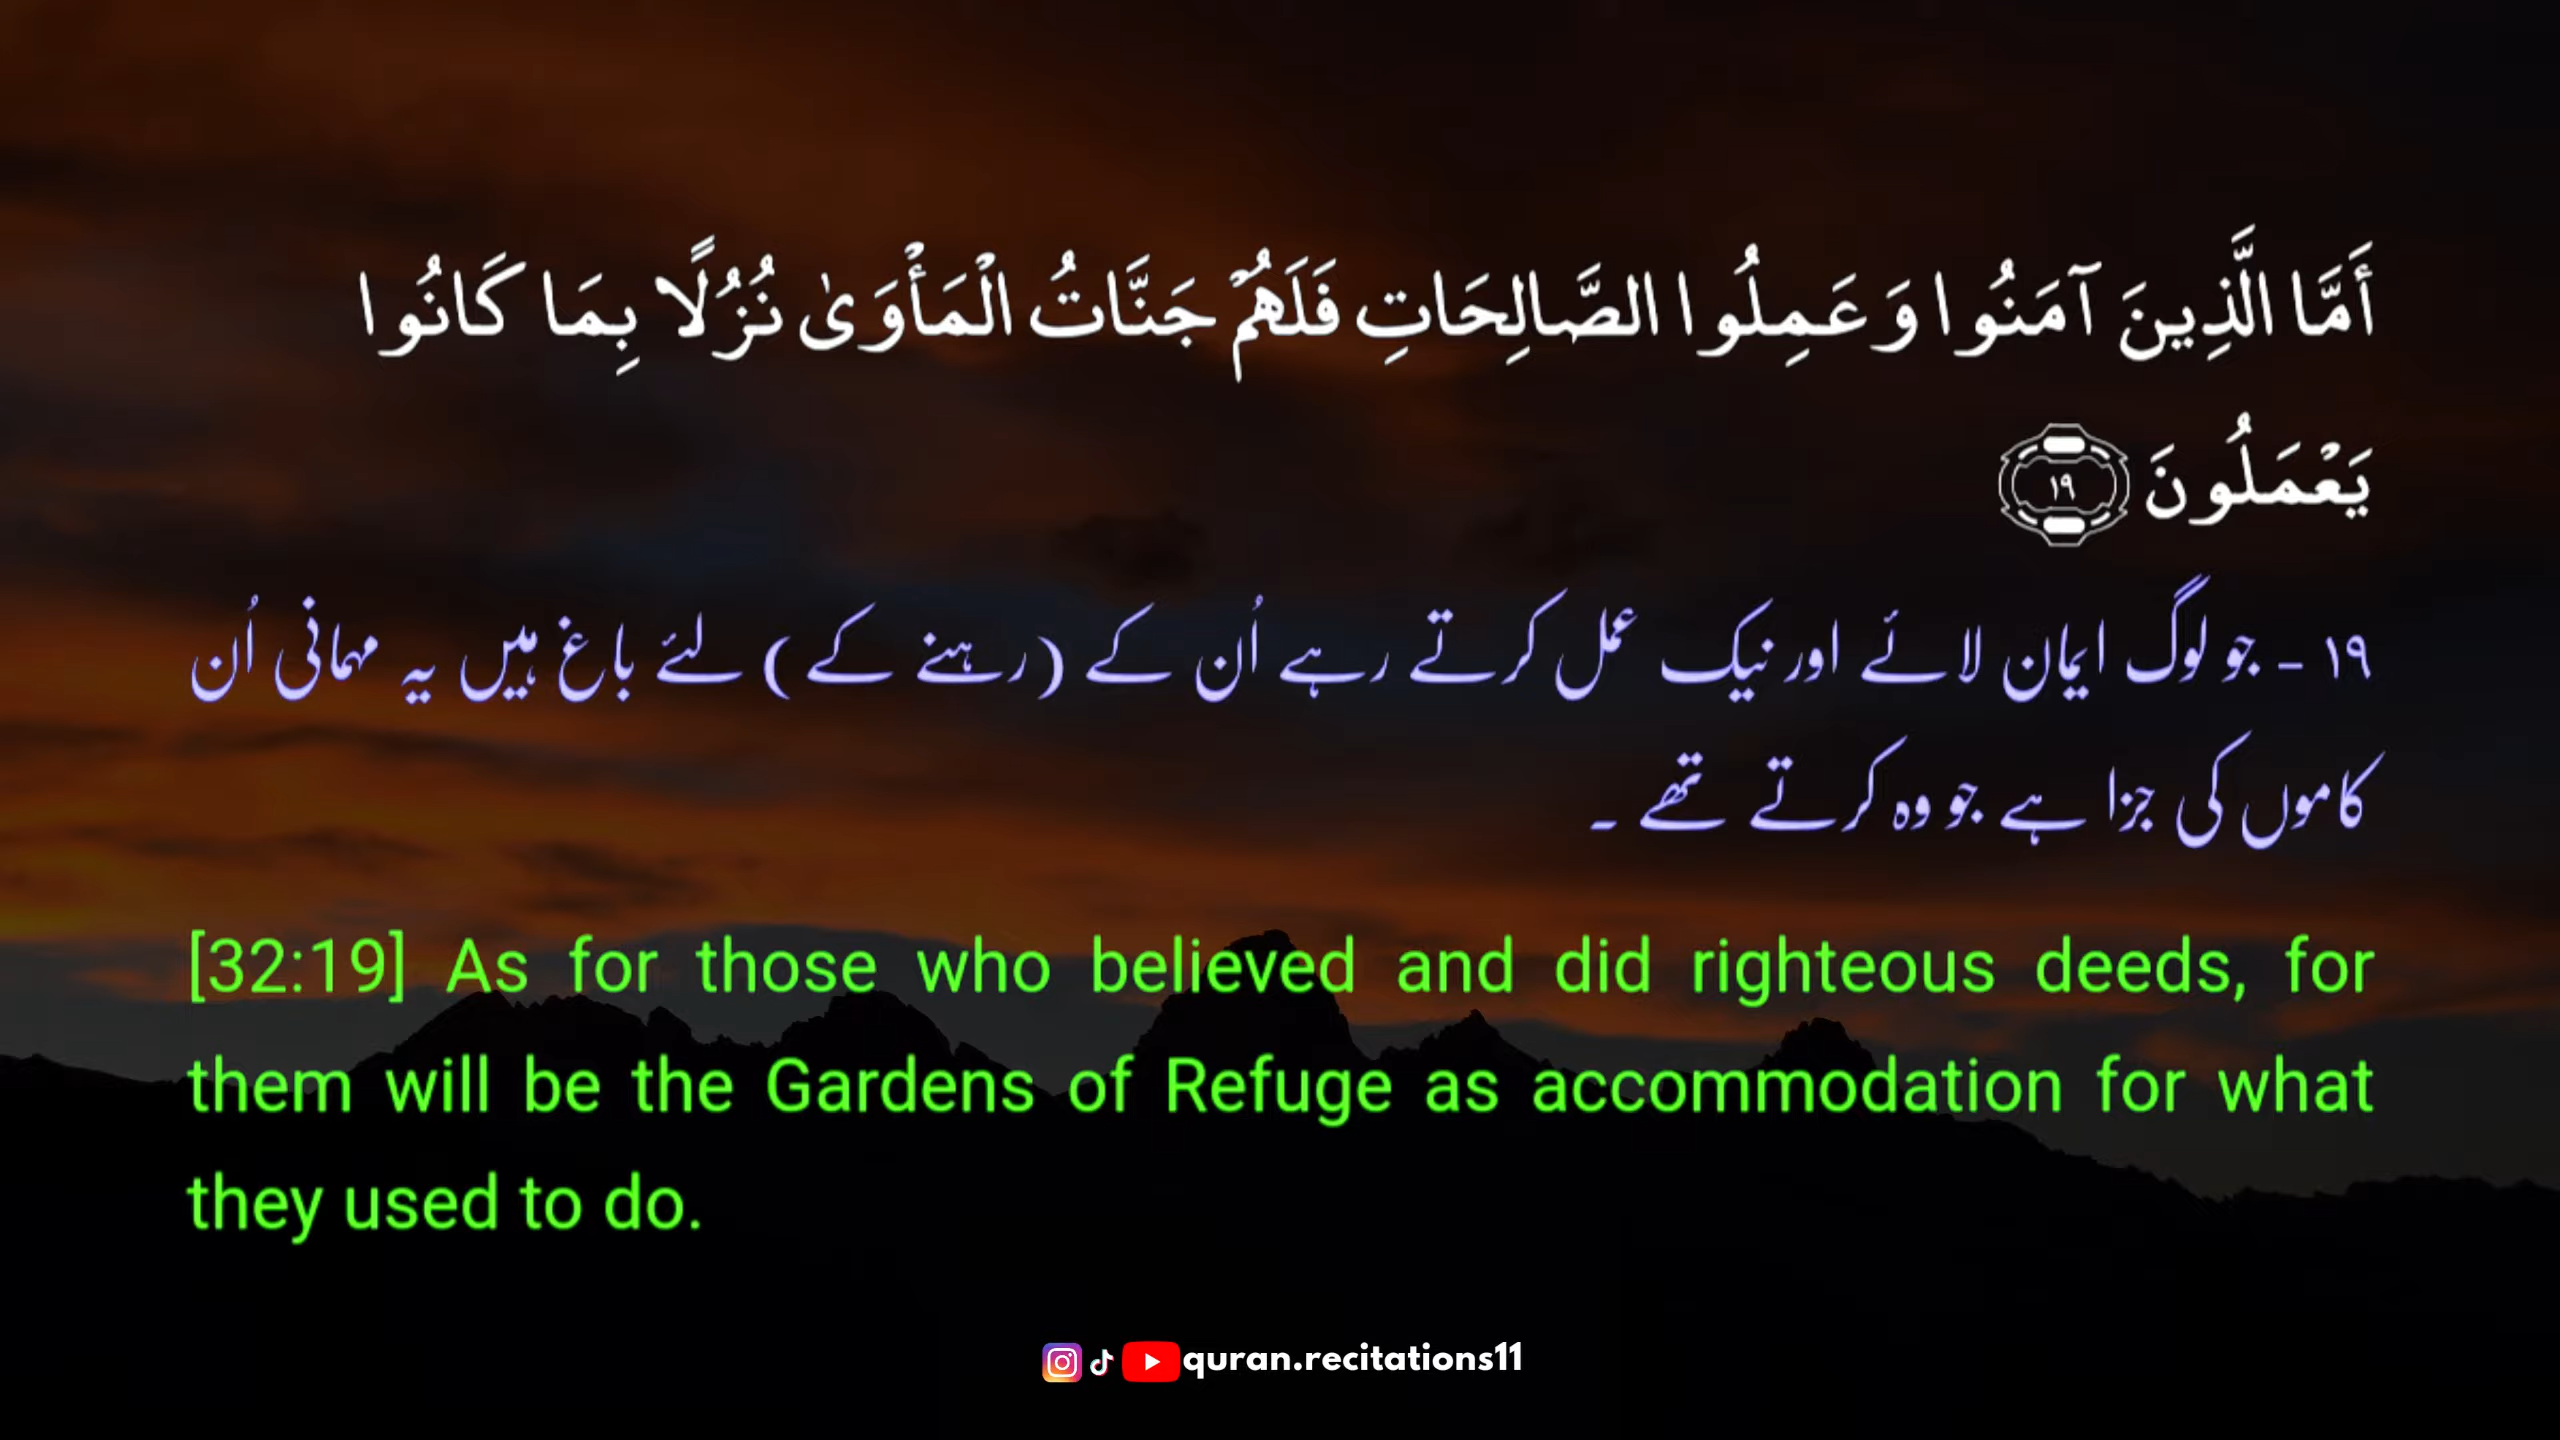 أَمَّا الَّذِينَ آمَنُوا وَعَمِلُوا الصَّالِحَاتِ فَلَهُمْ جَنَّاتُ الْمَأْوَىٰ نُزُلًا بِمَا كَانُوا
يَعْمَلُونَ ١٩
١٩ - جو لوگ ایمان لائے اور نیک عمل کرتے رہے اُن کے (رہنے کے) لئے باغ ہیں یہ مہمانی اُن
کاموں کی جزا ہے جو وہ کرتے تھے ۔
[32:19] As for those who believed and did righteous deeds, for
them will be the Gardens of Refuge as accommodation for what
they used to do.
quran.recitations11